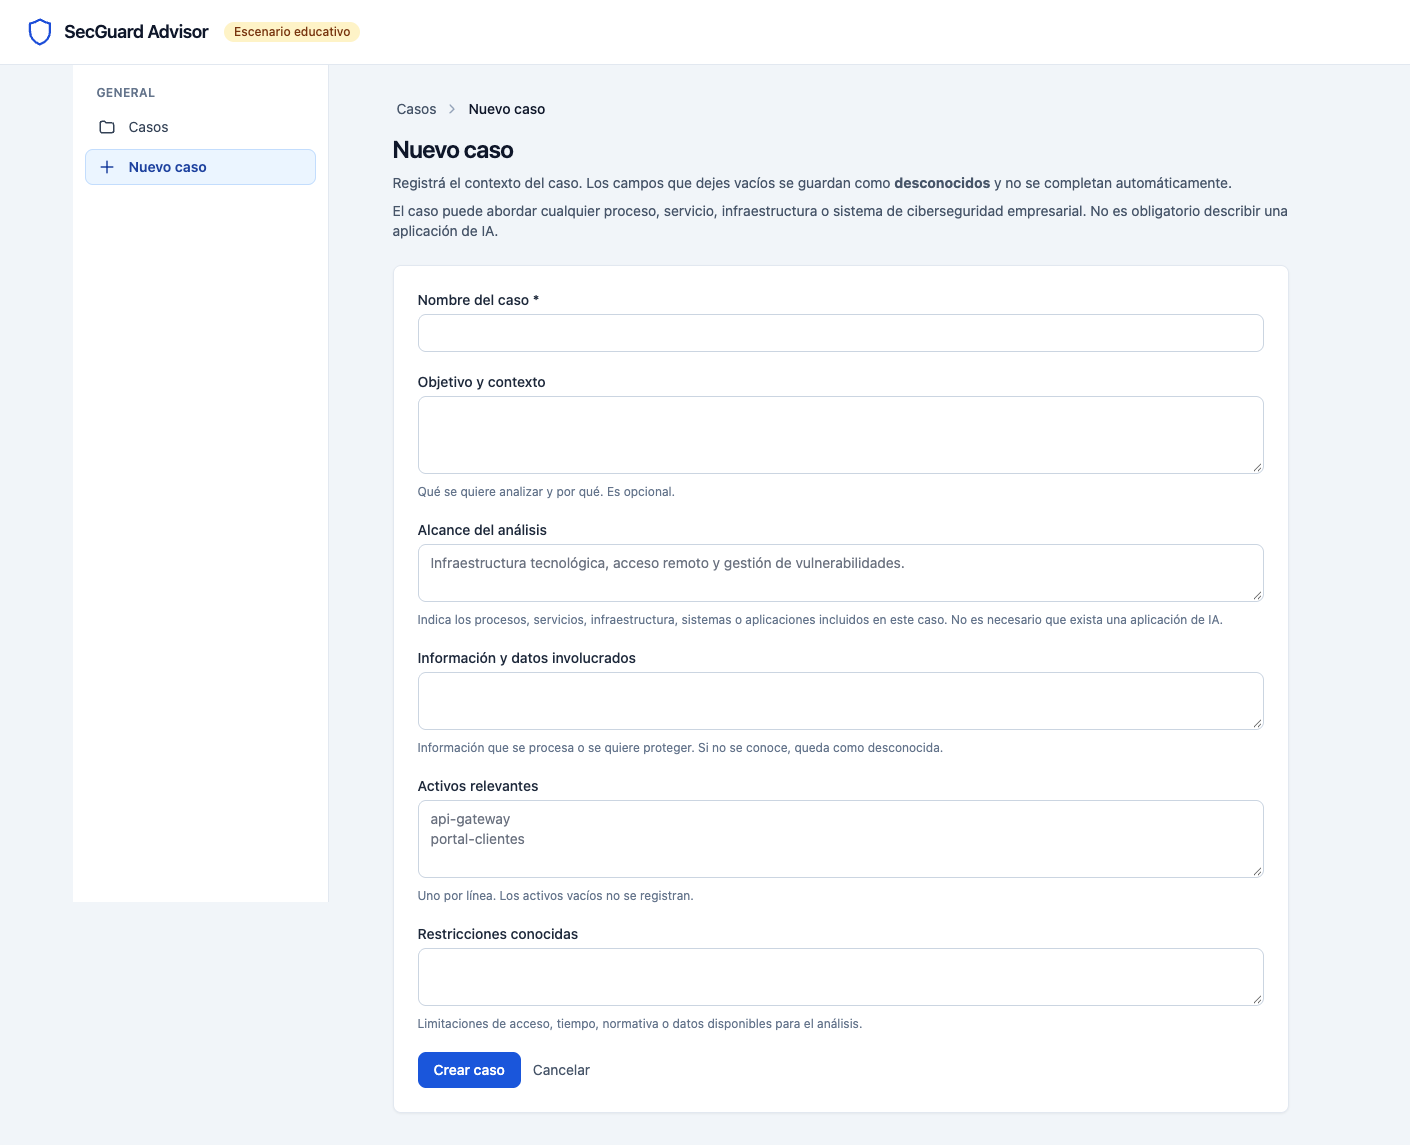 SecGuard Advisor
Escenario educativo
GENERAL
Casos
Nuevo caso
Casos
Nuevo caso
Nuevo caso
Registrá el contexto del caso. Los campos que dejes vacíos se guardan como desconocidos y no se completan automáticamente.
El caso puede abordar cualquier proceso, servicio, infraestructura o sistema de ciberseguridad empresarial. No es obligatorio describir una
aplicación de IA.
Nombre del caso *
Objetivo y contexto
Qué se quiere analizar y por qué. Es opcional.
Alcance del análisis
Infraestructura tecnológica, acceso remoto y gestión de vulnerabilidades.
Indica los procesos, servicios, infraestructura, sistemas o aplicaciones incluidos en este caso. No es necesario que exista una aplicación de IA.
Información y datos involucrados
Información que se procesa o se quiere proteger. Si no se conoce, queda como desconocida.
Activos relevantes
api-gateway
portal-clientes
Uno por línea. Los activos vacíos no se registran.
Restricciones conocidas
Limitaciones de acceso, tiempo, normativa o datos disponibles para el análisis.
Crear caso
Cancelar